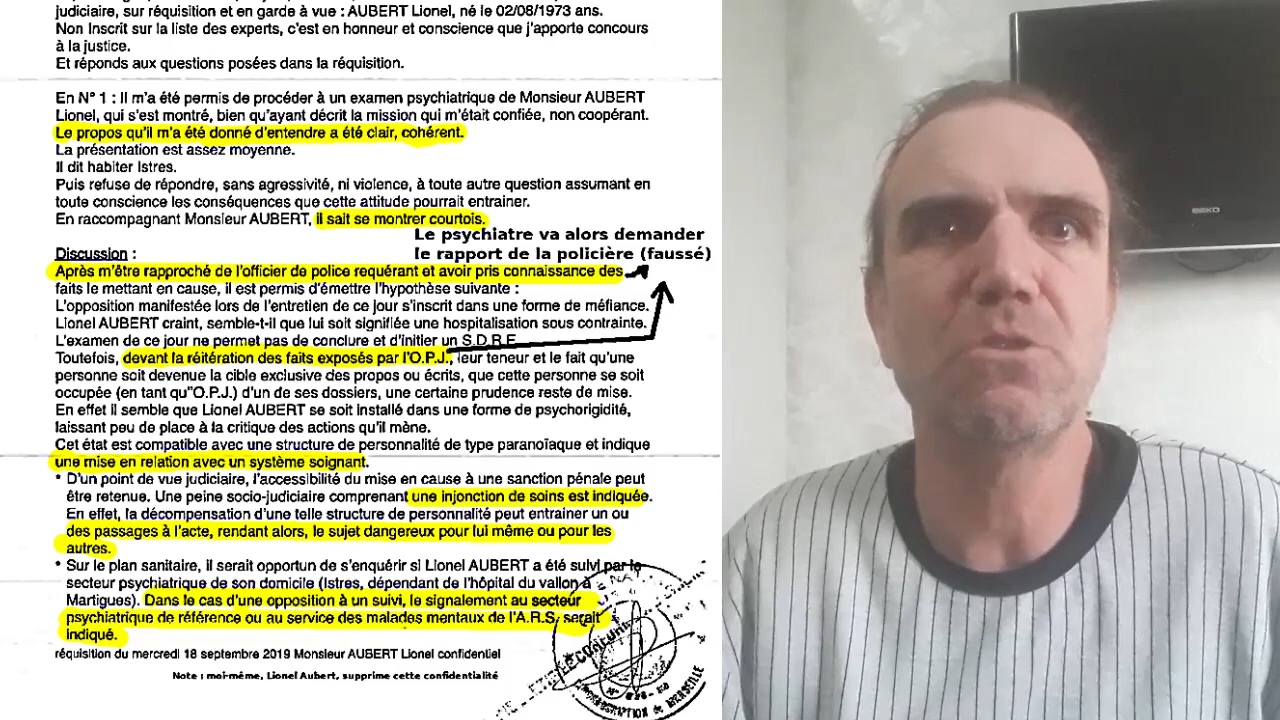 judiciaire, sur réquisition et en garde à vue : AUBERT Lionel, né le 02/08/1973 ans.
Non Inscrit sur la liste des experts, c'est en honneur et conscience que j'apporte concours
à la justice.
Et réponds aux questions posées dans la réquisition.
En N° 1 : Il m'a été permis de procéder à un examen psychiatrique de Monsieur AUBERT
Lionel, qui s'est montré, bien qu'ayant décrit la mission qui m'était confiée, non coopérant.
Le propos qu'il m'a été donné d'entendre a été clair, cohérent.
La présentation est assez moyenne.
Il dit habiter Istres.
Puis refuse de répondre, sans agressivité, ni violence, à toute autre question assumant en
toute conscience les conséquences que cette attitude pourrait entrainer.
En raccompagnant Monsieur AUBERT, il sait se montrer courtois.
Le psychiatre va alors demander
le rapport de la policière (faussé)
Discussion :
Après m'être rapproché de l'officier de police requérant et avoir pris connaissance des
faits le mettant en cause, il est permis d'émettre l'hypothèse suivante :
L'opposition manifestée lors de l'entretien de ce jour s'inscrit dans une forme de méfiance.
Lionel AUBERT craint, semble-t-il que lui soit signifiée une hospitalisation sous contrainte.
L'examen de ce jour ne permet pas de conclure et d'initier un S.D.R.E.
Toutefois, devant la réitération des faits exposés par l'O.P.J., leur teneur et le fait qu'une
personne soit devenue la cible exclusive des propos ou écrits, que cette personne se soit
occupée (en tant qu"O.P.J.) d'un de ses dossiers, une certaine prudence reste de mise.
En effet il semble que Lionel AUBERT se soit installé dans une forme de psychorigidité,
laissant peu de place à la critique des actions qu'il mène.
Cet état est compatible avec une structure de personnalité de type paranoïaque et indique
une mise en relation avec un système soignant.
* D'un point de vue judiciaire, l'accessibilité du mise en cause à une sanction pénale peut
être retenue. Une peine socio-judiciaire comprenant une injonction de soins est indiquée.
En effet, la décompensation d'une telle structure de personnalité peut entrainer un ou
des passages à l'acte, rendant alors, le sujet dangereux pour lui même ou pour les
autres.
* Sur le plan sanitaire, il serait opportun de s'enquérir si Lionel AUBERT a été suivi par le
secteur psychiatrique de son domicile (Istres, dépendant de l'hôpital du vallon à
Martigues). Dans le cas d'une opposition à un suivi, le signalement au secteur
psychiatrique de référence ou au service des malades mentaux de l'A.R.S. serait
indiqué.
réquisition du mercredi 18 septembre 2019 Monsieur AUBERT Lionel confidentiel
Note : moi-même, Lionel Aubert, supprime cette confidentialité
BEKO